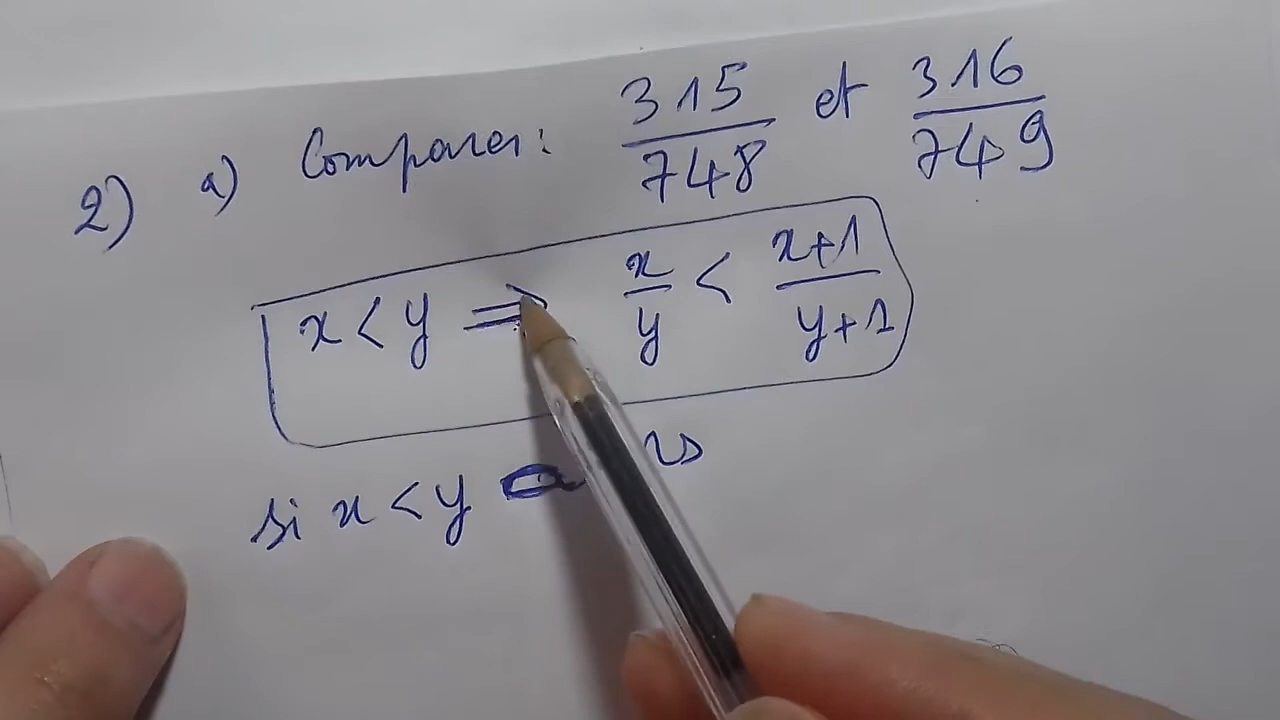 2) a) Comparer : 315/748 et 316/749
x < y ⇒ x/y < x+1/y+1
si x < y